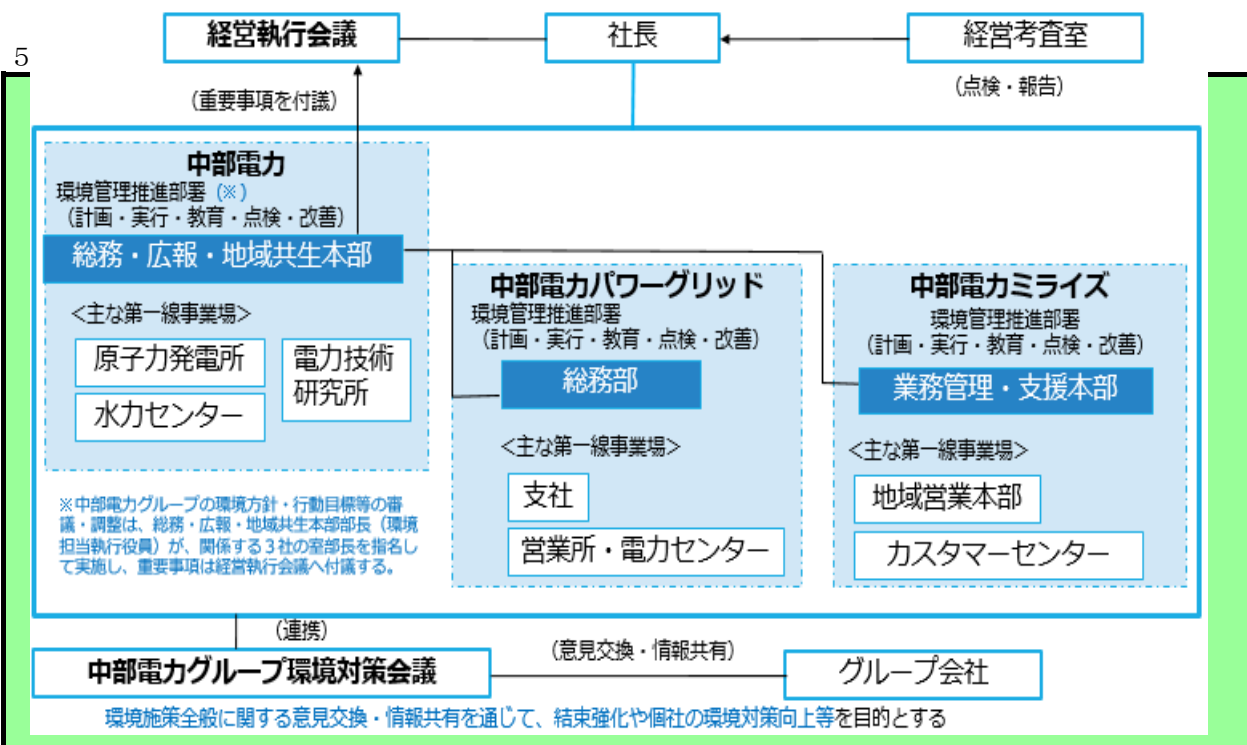 経営執行会議
社長
経営考査室
5
(重要事項を付議)
(点検・報告)
中部電力
環境管理推進部署(※)
(計画・実行・教育・点検・改善)
総務・広報・地域共生本部
<主な第一線事業場>
原子力発電所
水力センター
電力技術
研究所
※中部電力グループの環境方針・行動目標等の審
議・調整は、総務・広報・地域共生本部部長(環境
担当執行役員)が、関係する3社の室部長を指名し
て実施し、重要事項は経営執行会議へ付議する。
中部電力パワーグリッド
環境管理推進部署
(計画・実行・教育・点検・改善)
総務部
<主な第一線事業場>
支社
営業所・電力センター
中部電力ミライズ
環境管理推進部署
(計画・実行・教育・点検・改善)
業務管理・支援本部
<主な第一線事業場>
地域営業本部
カスタマーセンター
(連携)
中部電力グループ環境対策会議
(意見交換・情報共有)
グループ会社
環境施策全般に関する意見交換・情報共有を通じて、結束強化や個社の環境対策向上等を目的とする